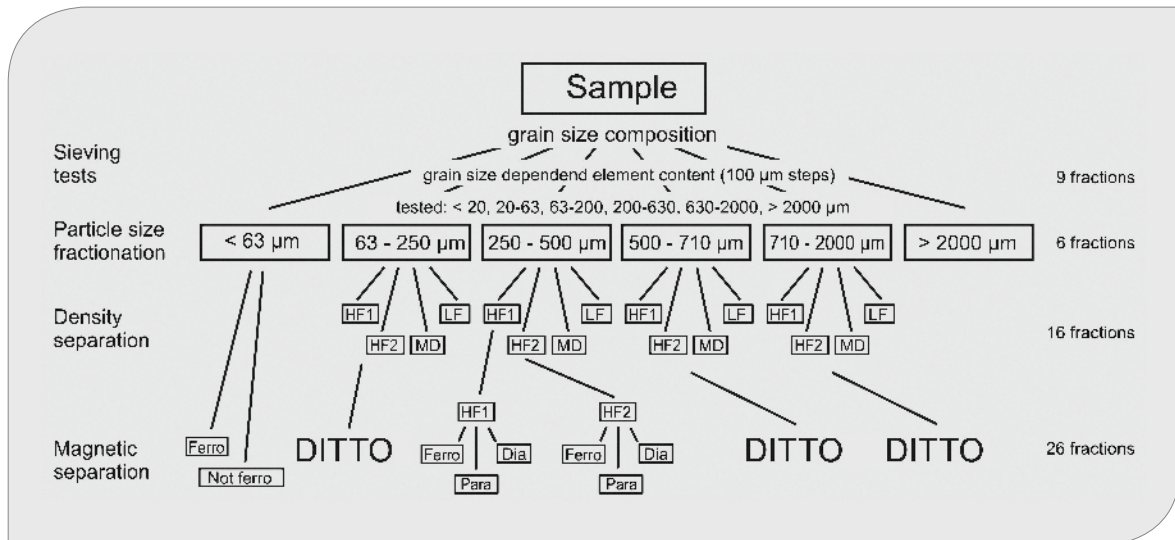 Sample
grain size composition
Sieving
tests
grain size dependend element content (100 µm steps)
9 fractions
tested: < 20, 20-63, 63-200, 200-630, 630-2000, > 2000 µm
Particle size
fractionation
< 63 µm
63 - 250 µm
250 - 500 µm
500 - 710 µm
710 - 2000 µm
> 2000 µm
6 fractions
Density
separation
HF1
LF
HF1
LF
HF1
LF
HF1
LF
HF2
MD
HF2
MD
HF2
MD
HF2
MD
16 fractions
HF1
HF2
Magnetic
separation
Ferro
Not ferro
DITTO
Ferro
Dia
Para
Ferro
Dia
Para
DITTO
DITTO
26 fractions